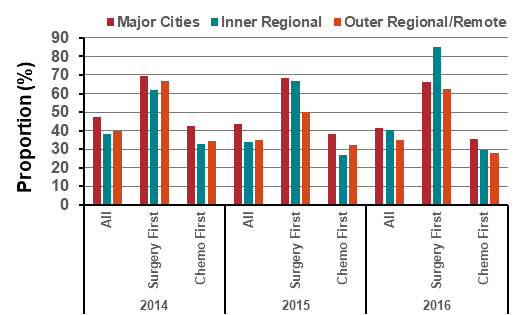 Major Cities Inner Regional Outer Regional/Remote
Proportion (%)
90
80
70
60
50
40
30
20
10
0
All
Surgery First
Chemo First
All
Surgery First
Chemo First
All
Surgery First
Chemo First
2014
2015
2016